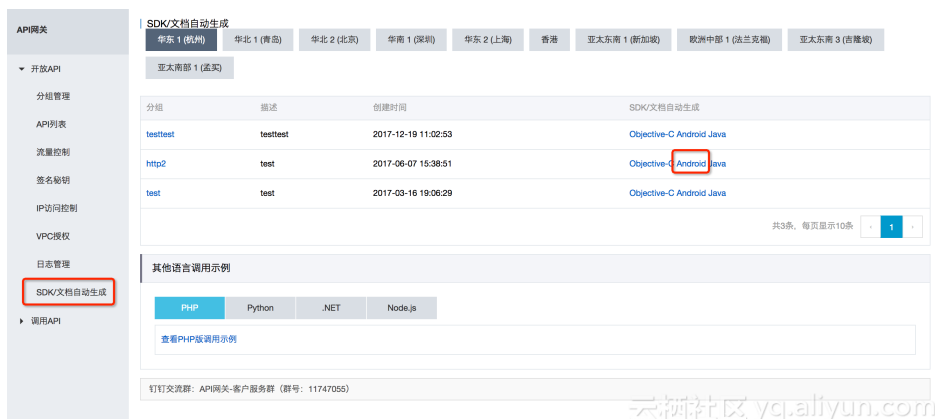 API网关
SDK/文档自动生成
华东 1 (杭州) 华北 1 (青岛) 华北 2 (北京) 华南 1 (深圳) 华东 2 (上海) 香港 亚太东南 1 (新加坡) 欧洲中部 1 (法兰克福) 亚太东南 3 (吉隆坡)
亚太南部 1 (孟买)
开放API
分组管理
API列表
流量控制
签名秘钥
IP访问控制
VPC授权
日志管理
SDK/文档自动生成
调用API
分组 描述 创建时间 SDK/文档自动生成
testtest testtest 2017-12-19 11:02:53 Objective-C Android Java
http2 test 2017-06-07 15:38:51 Objective-C Android Java
test test 2017-03-16 19:06:29 Objective-C Android Java
共3条, 每页显示10条 ‹ 1 ›
其他语言调用示例
PHP Python .NET Node.js
查看PHP版调用示例
钉钉交流群: API网关-客户服务群 (群号: 11747055)
云栖社区 yq.aliyun.com